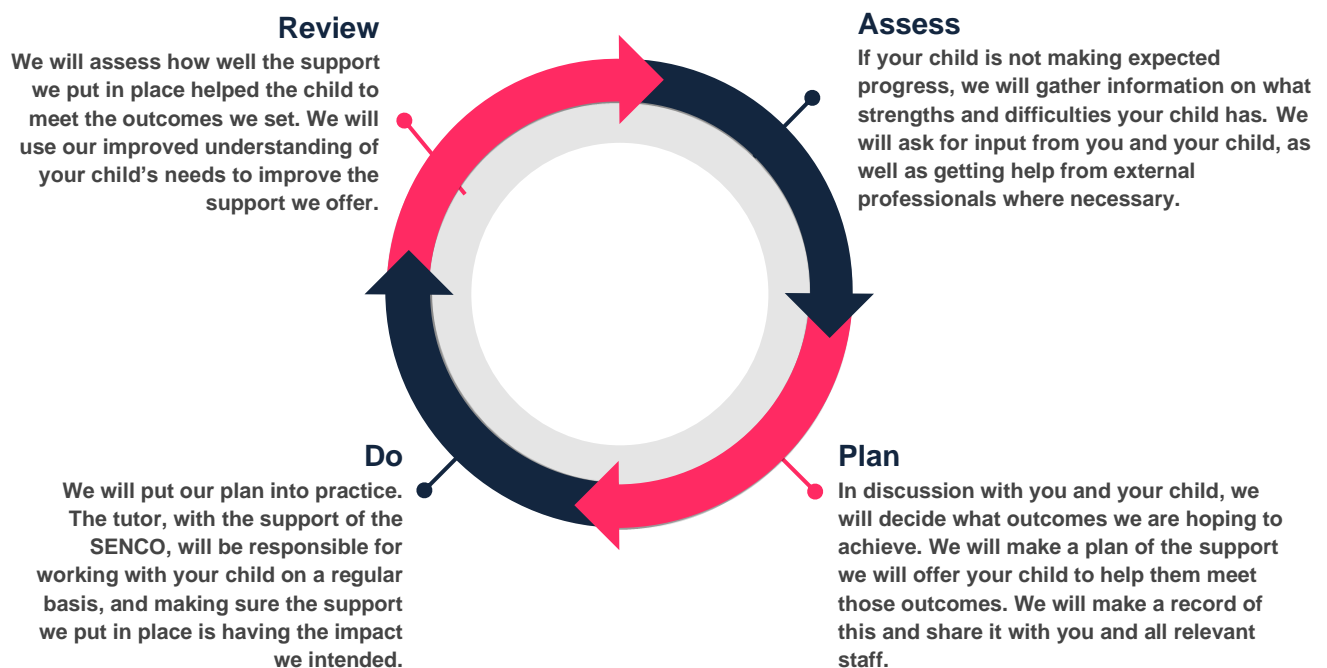 Review
We will assess how well the support
we put in place helped the child to
meet the outcomes we set. We will
use our improved understanding of
your child’s needs to improve the
support we offer.
Assess
If your child is not making expected
progress, we will gather information on what
strengths and difficulties your child has. We
will ask for input from you and your child, as
well as getting help from external
professionals where necessary.
Do
We will put our plan into practice.
The tutor, with the support of the
SENCO, will be responsible for
working with your child on a regular
basis, and making sure the support
we put in place is having the impact
we intended.
Plan
In discussion with you and your child, we
will decide what outcomes we are hoping to
achieve. We will make a plan of the support
we will offer your child to help them meet
those outcomes. We will make a record of
this and share it with you and all relevant
staff.